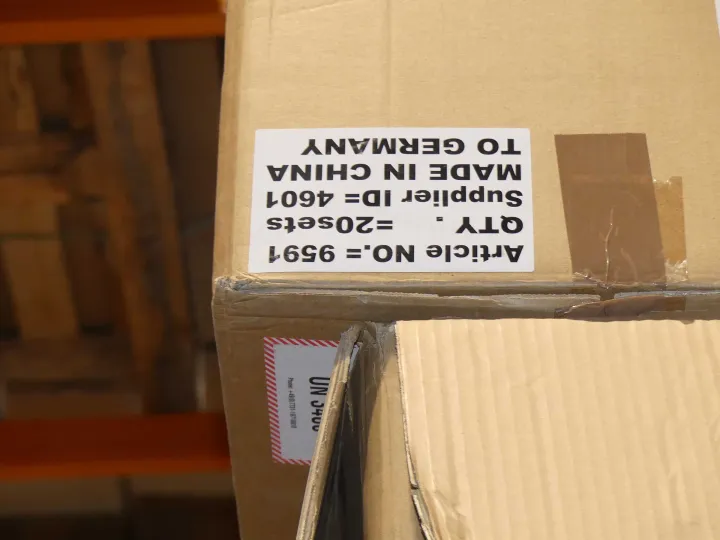 Article NO.= 9591
QTY . =20sets
Supplier ID= 4601
MADE IN CHINA
TO GERMANY
UN